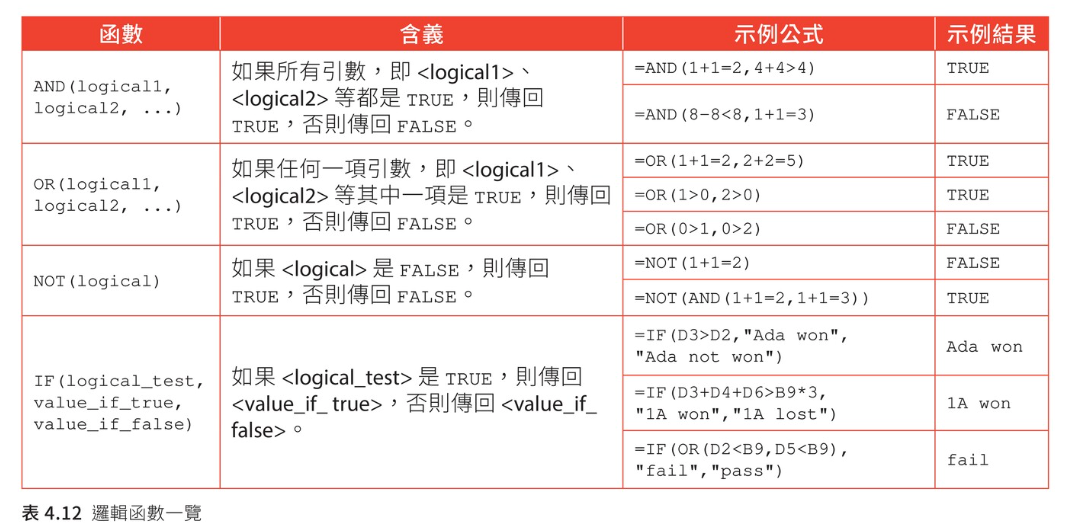 函數 含義 示例公式 示例結果
AND(logical1,
logical2, ...)
如果所有引數，即 <logical1>、
<logical2> 等都是 TRUE，則傳回
TRUE，否則傳回 FALSE。
=AND(1+1=2,4+4>4) TRUE
=AND(8-8<8,1+1=3) FALSE
OR(logical1,
logical2, ...)
如果任何一項引數，即 <logical1>、
<logical2> 等其中一項是 TRUE，則傳回
TRUE，否則傳回 FALSE。
=OR(1+1=2,2+2=5) TRUE
=OR(1>0,2>0) TRUE
=OR(0>1,0>2) FALSE
NOT(logical)
如果 <logical> 是 FALSE，則傳回
TRUE，否則傳回 FALSE。
=NOT(1+1=2) FALSE
=NOT(AND(1+1=2,1+1=3)) TRUE
IF(logical_test,
value_if_true,
value_if_false)
如果 <logical_test> 是 TRUE，則傳回
<value_if_ true>，否則傳回 <value_if_
false>。
=IF(D3>D2,"Ada won",
"Ada not won")
Ada won
=IF(D3+D4+D6>B9*3,
"1A won","1A lost")
1A won
=IF(OR(D2<B9,D5<B9),
"fail","pass")
fail
表 4.12 邏輯函數一覽